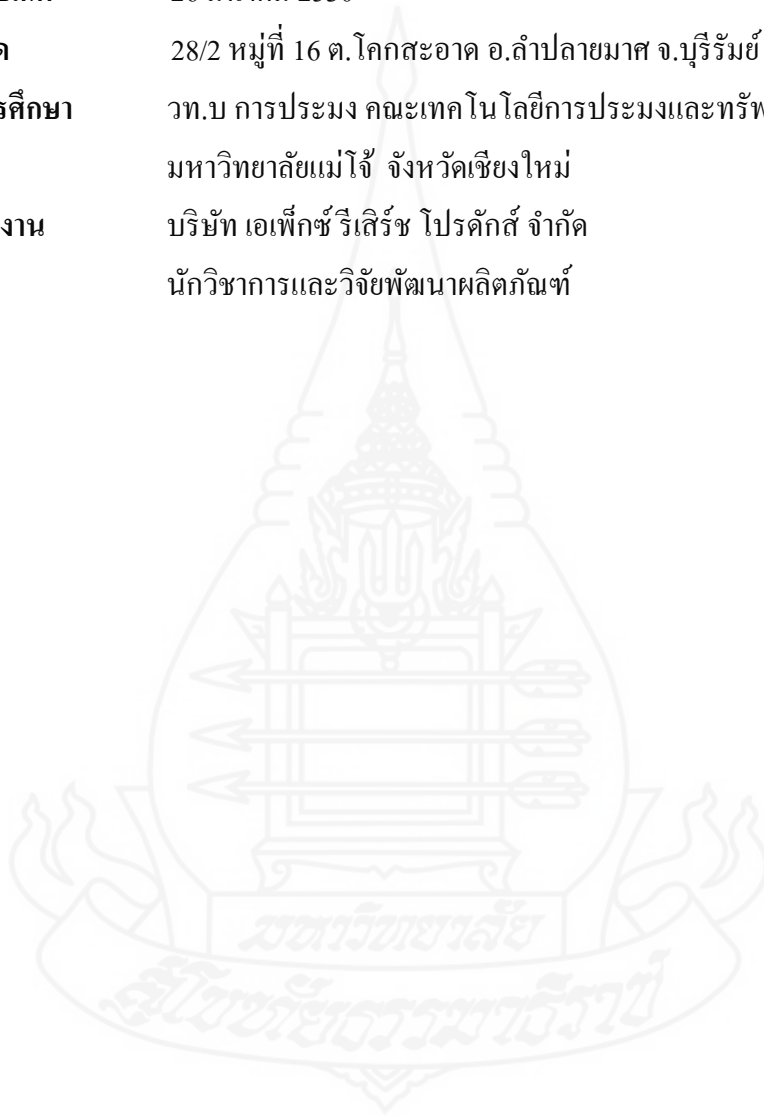 28/2 หมู่ที่ 16 ต.โคกสะอาด อ.ลำปลายมาศ จ.บุรีรัมย์
วท.บ การประมง คณะเทคโนโลยีการประมงและทรัพ
มหาวิทยาลัยแม่โจ้ จังหวัดเชียงใหม่
งาน บริษัท เอเพ็กซ์ รีเสิร์ช โปรดักส์ จำกัด
นักวิชาการและวิจัยพัฒนาผลิตภัณฑ์
มหาวิทยาลัย
สุโขทัยธรรมาธิราช